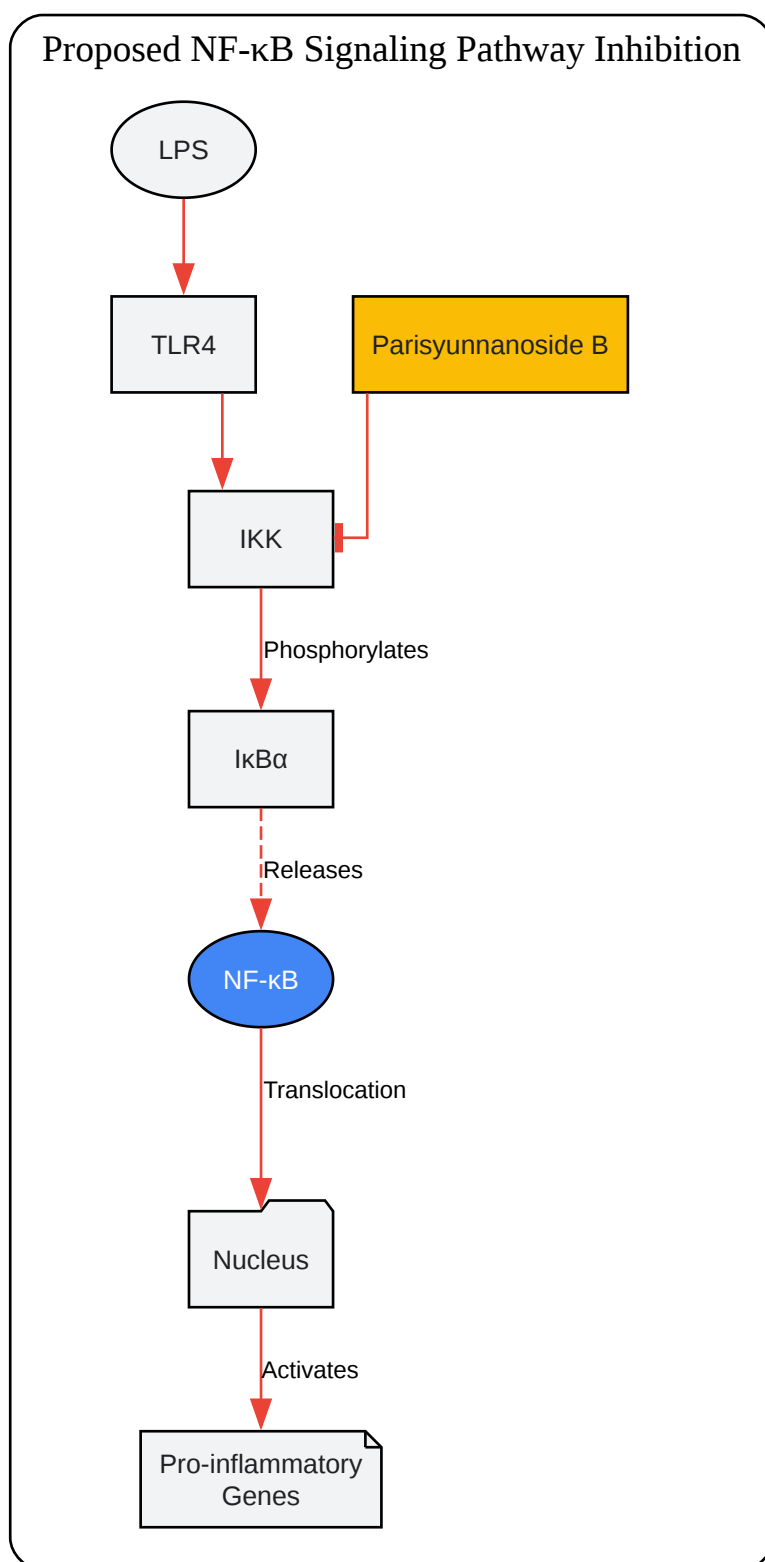 Proposed NF-κB Signaling Pathway Inhibition
LPS
TLR4
Parisyunnanoside B
IKK
Phosphorylates
IκBα
Releases
NF-κB
Translocation
Nucleus
Activates
Pro-inflammatory
Genes